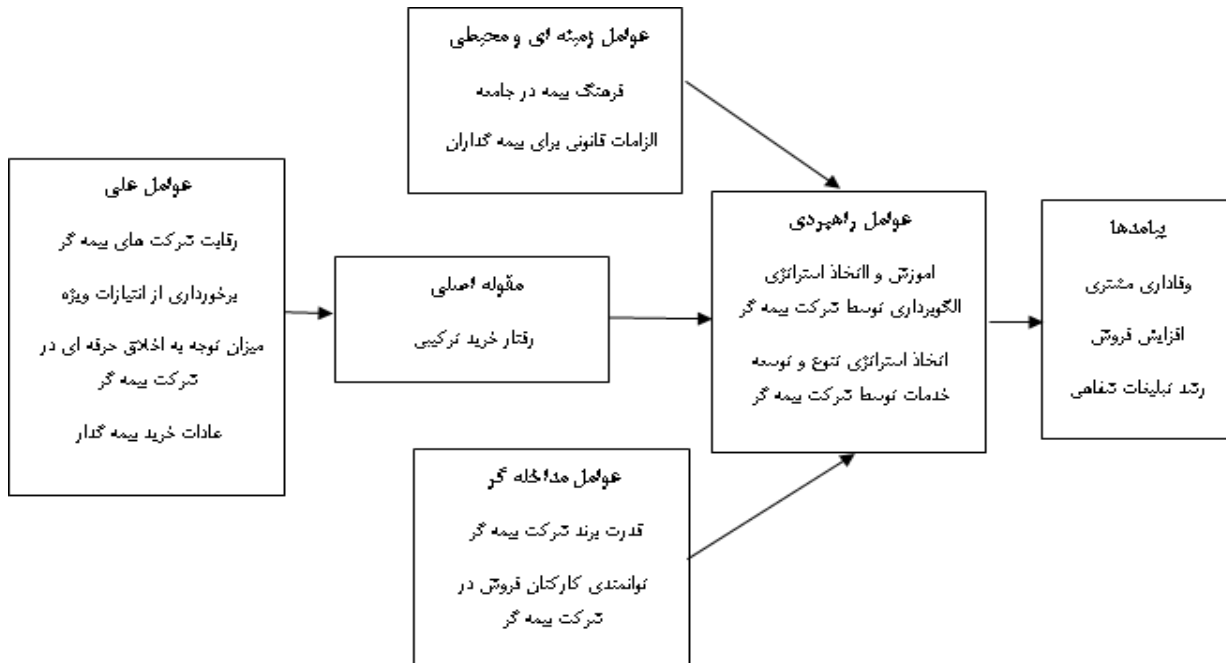 عوامل زمینه ای و محیطی
فرهنگ بیمه در جامعه
الزامات قانونی برای بیمه گذاران
عوامل علی
رقابت شرکت های بیمه گر
برخورداری از انتیازات ویژه
میزان توجه به اخلاق حرفه ای در
شرکت بیمه گر
عادات خرید بیمه گذار
مقوله اصلی
رفتار خرید ترکیبی
عوامل راهبردی
اموزش و ااتخاذ استراتژی
الگوبرداری توسط شرکت بیمه گر
اتخاذ استراتژی تنوع و توسعه
خدمات توسط شرکت بیمه گر
پیامدها
وفاداری مشتری
افزایش فروش
رشد تبلیغات شفاهی
عوامل مداخله گر
قدرت برند شرکت بیمه گر
توانمندی کارکنان فروش در
شرکت بیمه گر